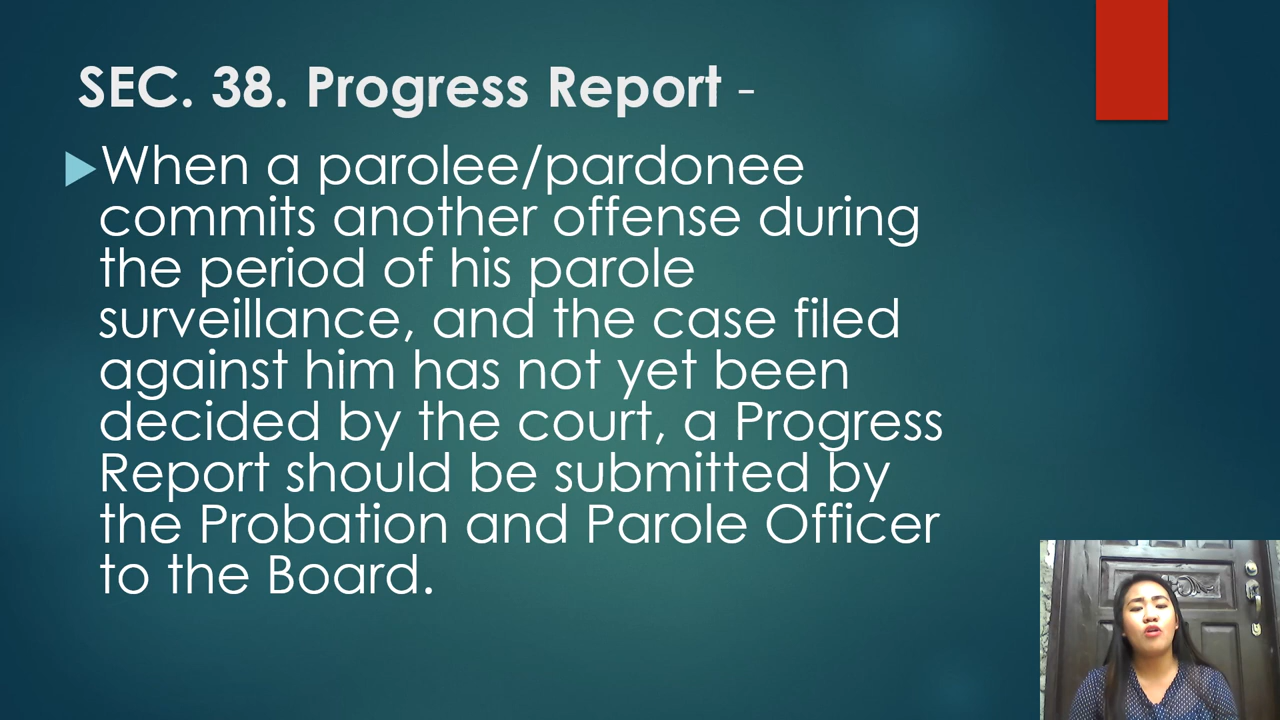 SEC. 38. Progress Report -
When a parolee/pardonee
commits another offense during
the period of his parole
surveillance, and the case filed
against him has not yet been
decided by the court, a Progress
Report should be submitted by
the Probation and Parole Officer
to the Board.